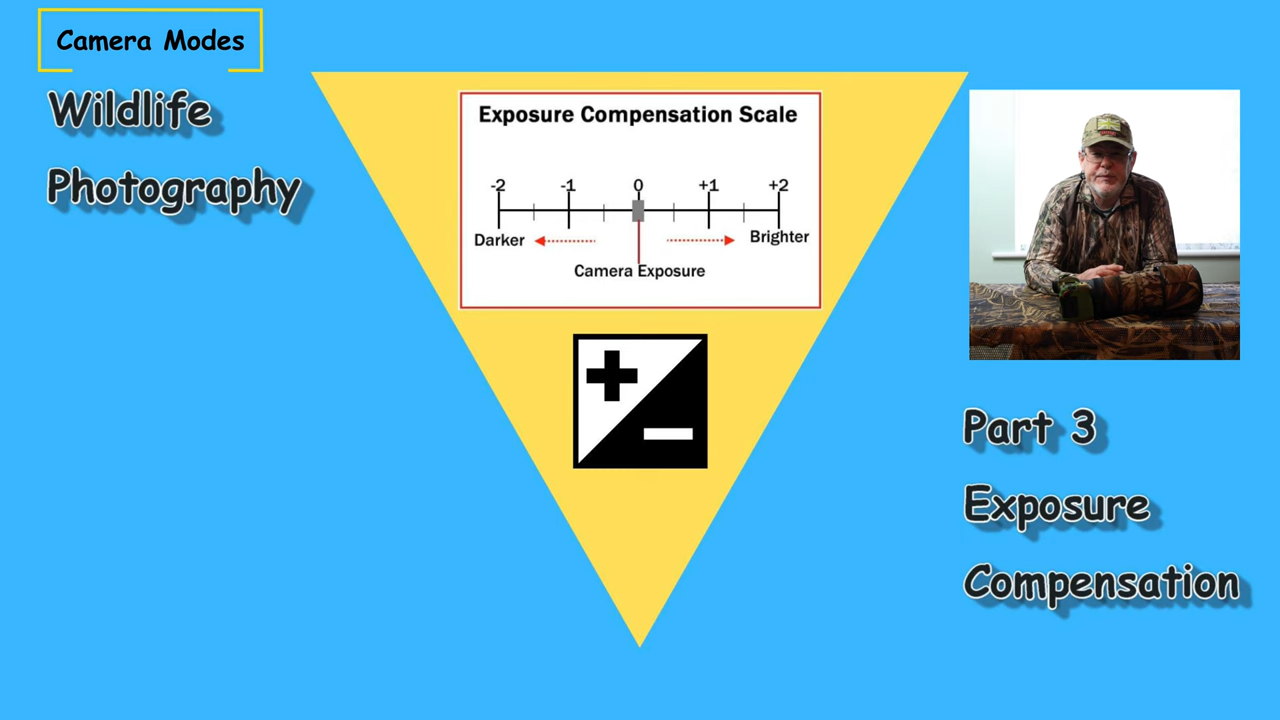 Camera Modes
Wildlife
Photography
Exposure Compensation Scale
-2 -1 0 +1 +2
Darker Brighter
Camera Exposure
Part 3
Exposure
Compensation